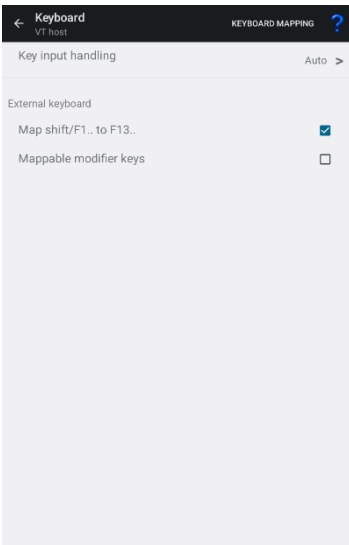 Keyboard
VT host
KEYBOARD MAPPING
?
Key input handling
Auto >
External keyboard
Map shift/F1.. to F13..
Mappable modifier keys